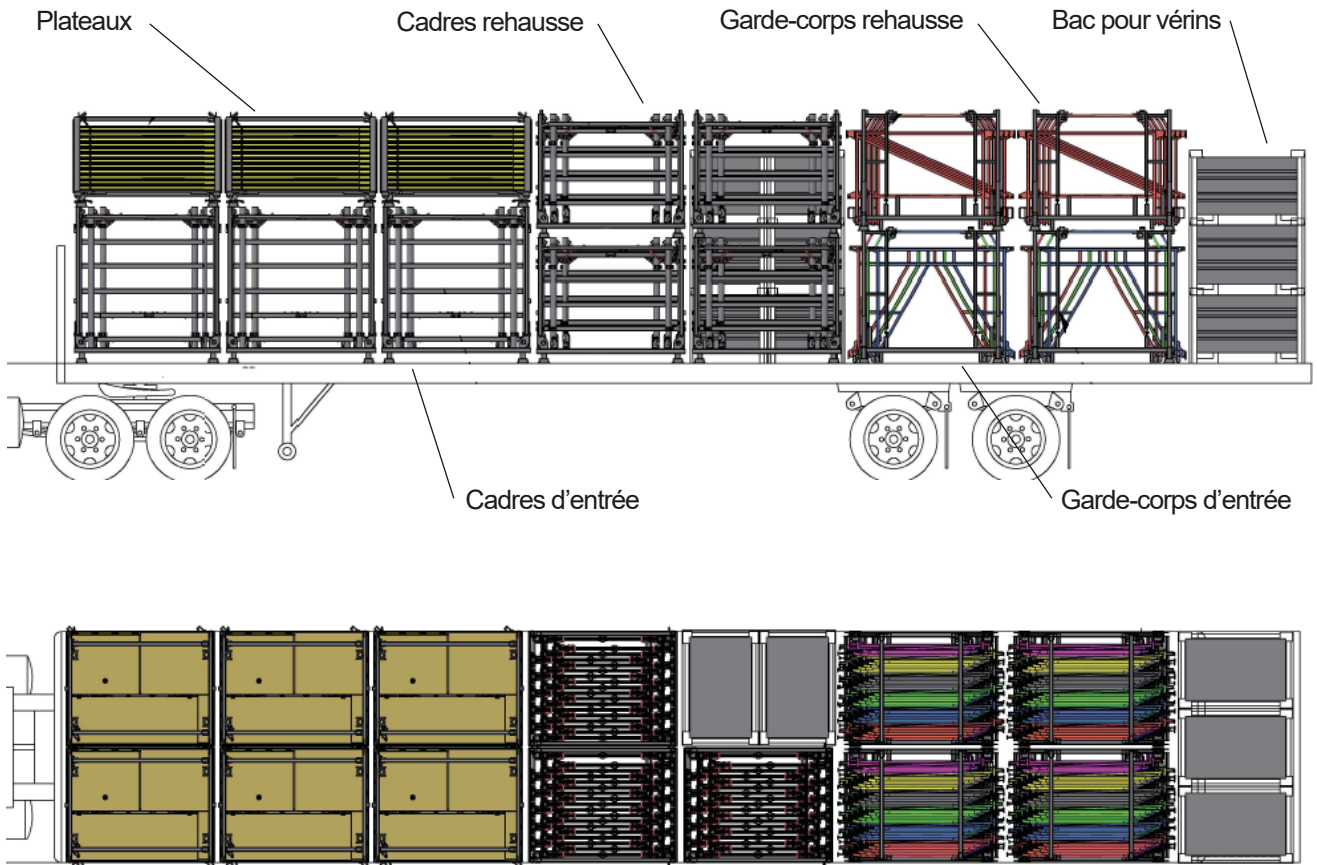 Plateaux
Cadres rehausse
Garde-corps rehausse
Bac pour vérins
Cadres d’entrée
Garde-corps d’entrée